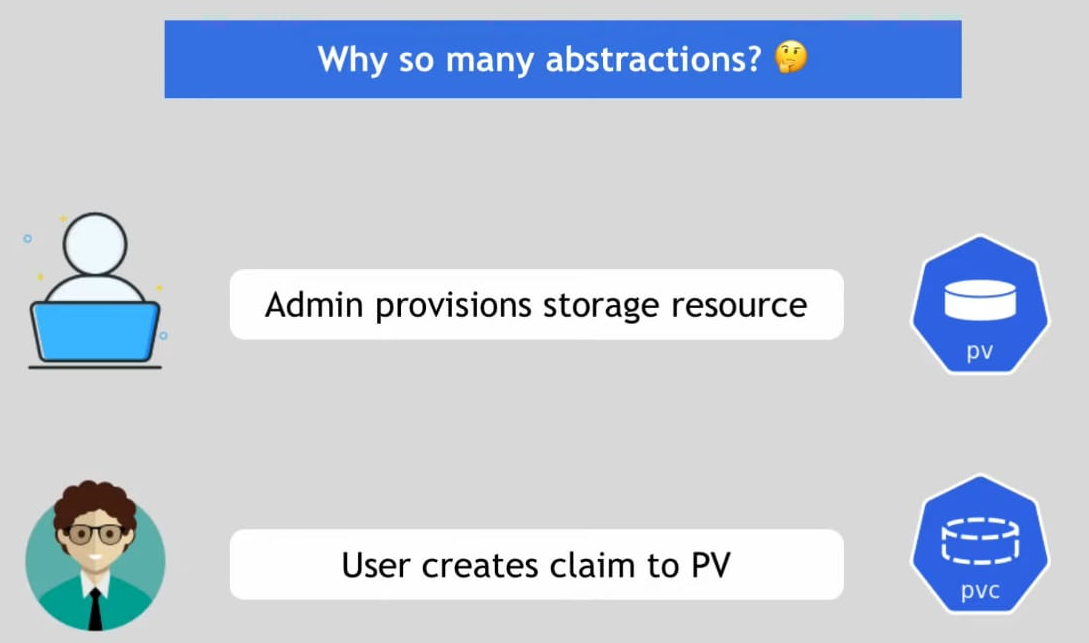 Why so many abstractions? 🤔
Admin provisions storage resource
pv
User creates claim to PV
pvc